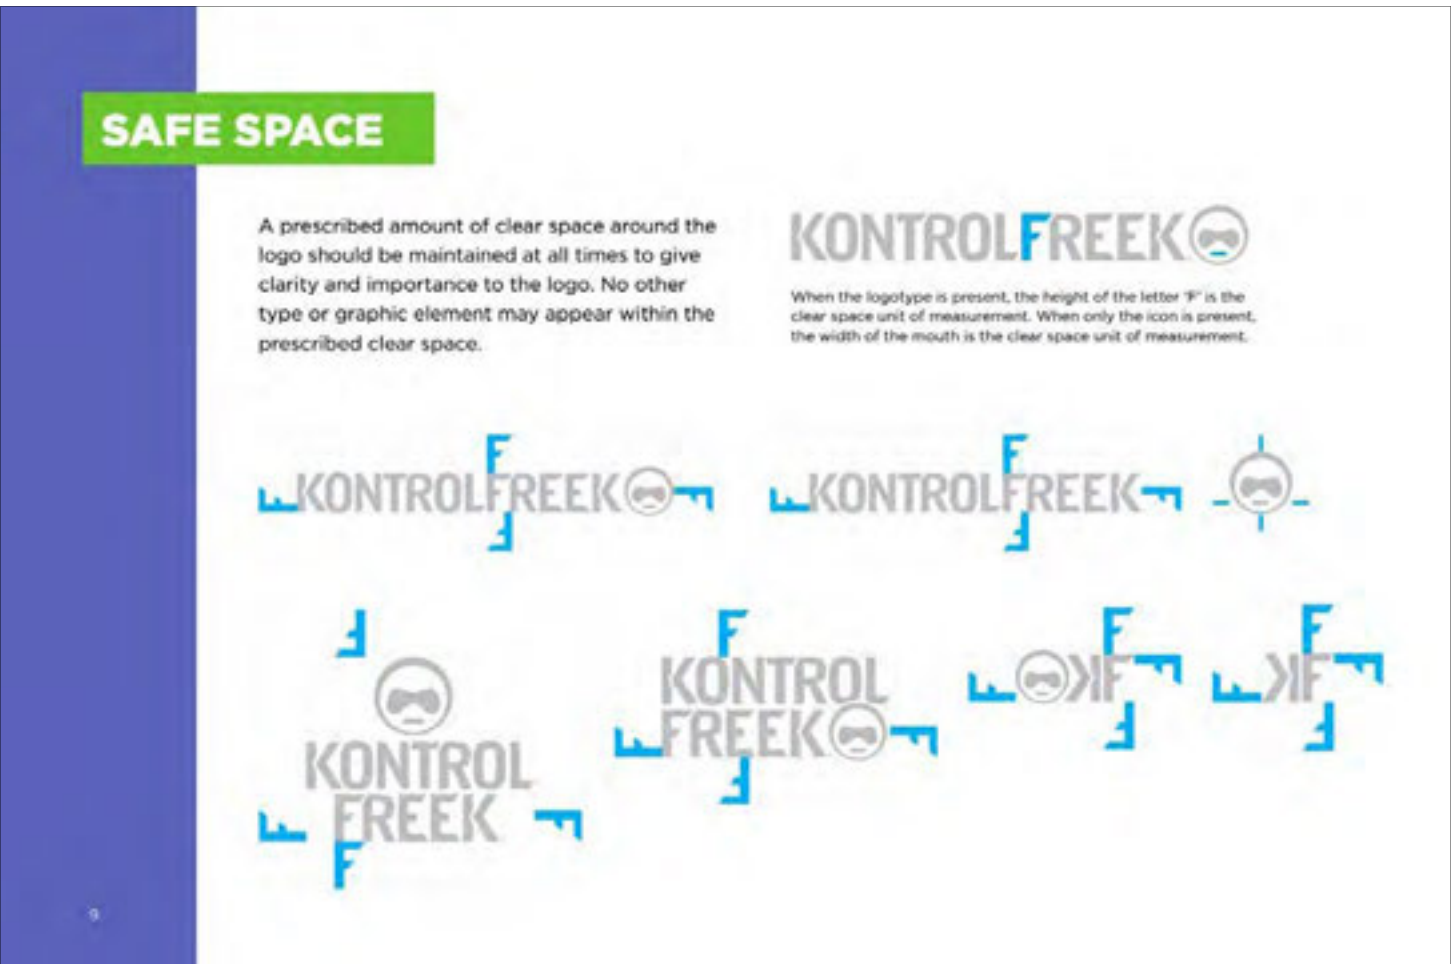 SAFE SPACE
A prescribed amount of clear space around the
logo should be maintained at all times to give
clarity and importance to the logo. No other
type or graphic element may appear within the
prescribed clear space.
KONTROLFREEK
When the logotype is present, the height of the letter 'F' is the
clear space unit of measurement. When only the icon is present,
the width of the mouth is the clear space unit of measurement.
F
F KONTROLFREEK F
F
F
F KONTROLFREEK F
F
F
KONTROL
F FREEK F
F
F
KONTROL
F FREEK F
F
F
F KF F
F
F
F KF F
F
9